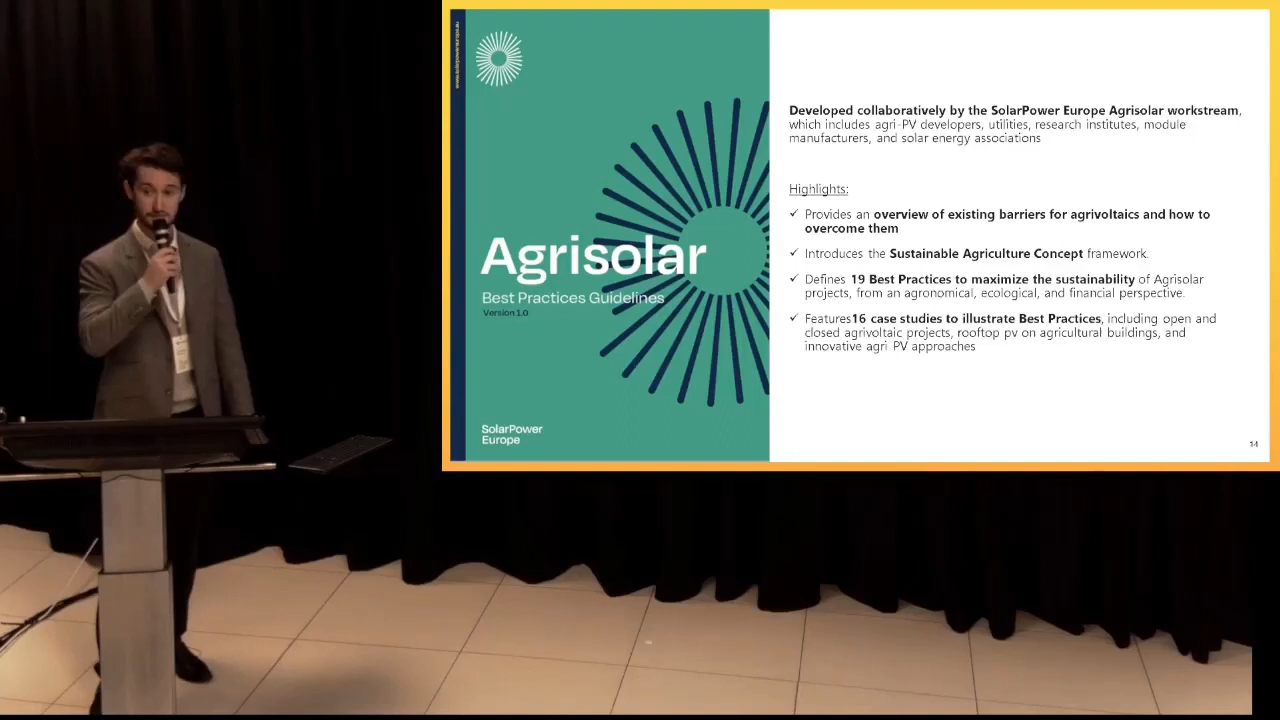 www.solarpowereurope.eu
Agrisolar
Best Practices Guidelines
Version 1.0
SolarPower
Europe
Developed collaboratively by the SolarPower Europe Agrisolar workstream,
which includes agri-PV developers, utilities, research institutes, module
manufacturers, and solar energy associations
Highlights:
✓ Provides an overview of existing barriers for agrivoltaics and how to
overcome them
✓ Introduces the Sustainable Agriculture Concept framework.
✓ Defines 19 Best Practices to maximize the sustainability of Agrisolar
projects, from an agronomical, ecological, and financial perspective.
✓ Features16 case studies to illustrate Best Practices, including open and
closed agrivoltaic projects, rooftop pv on agricultural buildings, and
innovative agri PV approaches
14